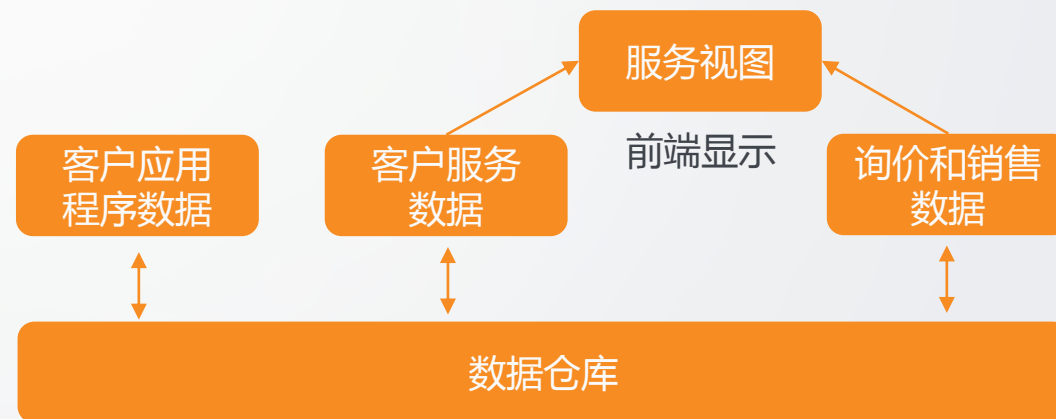 服务视图
前端显示
客户应用
程序数据
客户服务
数据
询价和销售
数据
数据仓库